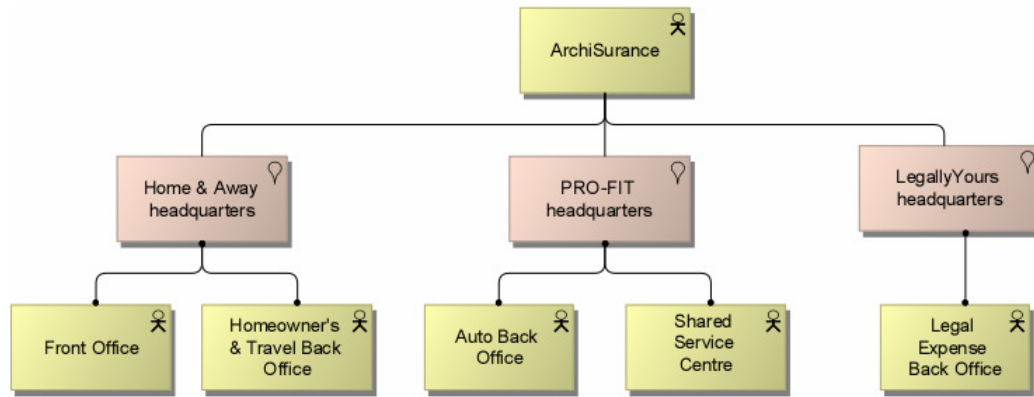 ArchiSurance
Home & Away
headquarters
PRO-FIT
headquarters
LegallyYours
headquarters
Front Office
Homeowner's
& Travel Back
Office
Auto Back
Office
Shared
Service
Centre
Legal
Expense
Back Office